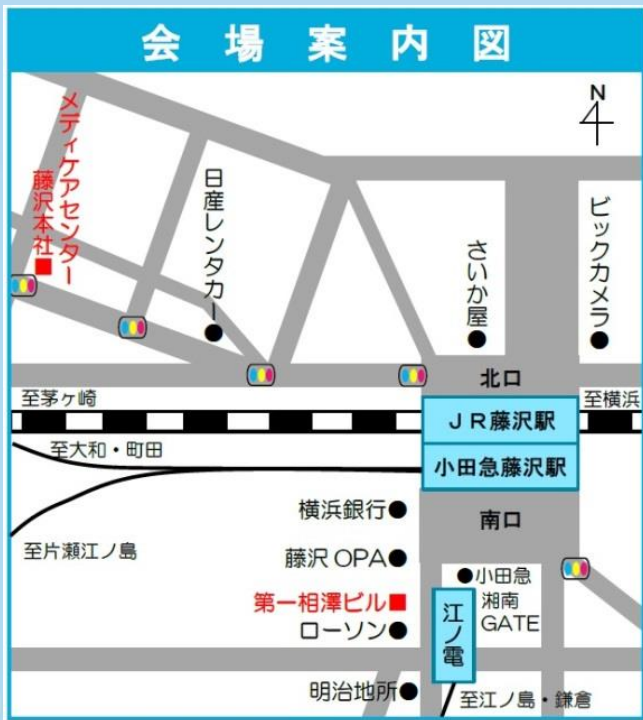 会場案内図
N
メディケアセンター
藤沢本社■
日産レンタカー●
さいか屋●
ビックカメラ●
北口
至茅ヶ崎
至横浜
JR藤沢駅
至大和・町田
小田急藤沢駅
横浜銀行●
南口
至片瀬江ノ島
藤沢OPA●
●小田急
湘南
GATE
第一相澤ビル■
江ノ電
ローソン●
明治地所●
至江ノ島・鎌倉